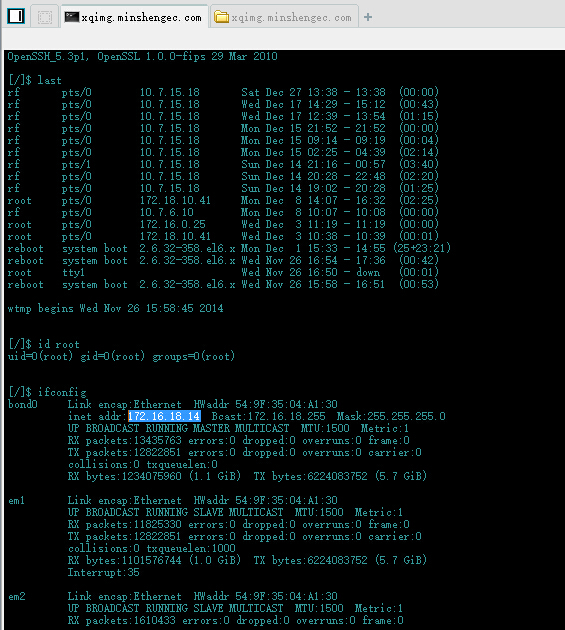 xqimg.minshengec.com xqimg.minshengec.com +
OpenSSH_5.3p1, OpenSSL 1.0.0-fips 29 Mar 2010
[/]$ last
rf pts/0 10.7.15.18 Sat Dec 27 13:38 - 13:38 (00:00)
rf pts/0 10.7.15.18 Wed Dec 17 14:29 - 15:12 (00:43)
rf pts/0 10.7.15.18 Wed Dec 17 12:39 - 13:54 (01:15)
rf pts/0 10.7.15.18 Mon Dec 15 21:52 - 21:52 (00:00)
rf pts/0 10.7.15.18 Mon Dec 15 09:14 - 09:19 (00:04)
rf pts/0 10.7.15.18 Mon Dec 15 02:25 - 04:39 (02:14)
rf pts/1 10.7.15.18 Sun Dec 14 21:16 - 00:57 (03:40)
rf pts/0 10.7.15.18 Sun Dec 14 20:28 - 22:48 (02:20)
rf pts/0 10.7.15.18 Sun Dec 14 19:02 - 20:28 (01:25)
root pts/0 172.18.10.41 Mon Dec 8 14:07 - 16:32 (02:25)
rf pts/0 10.7.6.10 Mon Dec 8 10:07 - 10:08 (00:00)
root pts/0 172.16.0.25 Wed Dec 3 11:19 - 11:19 (00:00)
root pts/0 172.18.10.41 Wed Dec 3 10:38 - 10:39 (00:01)
reboot system boot 2.6.32-358.el6.x Mon Dec 1 15:33 - 14:55 (25+23:21)
reboot system boot 2.6.32-358.el6.x Wed Nov 26 16:54 - 17:36 (00:42)
root tty1 Wed Nov 26 16:50 - down (00:01)
reboot system boot 2.6.32-358.el6.x Wed Nov 26 15:58 - 16:51 (00:53)
wtmp begins Wed Nov 26 15:58:45 2014
[/]$ id root
uid=0(root) gid=0(root) groups=0(root)
[/]$ ifconfig
bond0 Link encap:Ethernet HWaddr 54:9F:35:04:A1:30
inet addr:172.16.18.14 Bcast:172.16.18.255 Mask:255.255.255.0
UP BROADCAST RUNNING MASTER MULTICAST MTU:1500 Metric:1
RX packets:13435763 errors:0 dropped:0 overruns:0 frame:0
TX packets:12822851 errors:0 dropped:0 overruns:0 carrier:0
collisions:0 txqueuelen:0
RX bytes:1234075960 (1.1 GiB) TX bytes:6224083752 (5.7 GiB)
em1 Link encap:Ethernet HWaddr 54:9F:35:04:A1:30
UP BROADCAST RUNNING SLAVE MULTICAST MTU:1500 Metric:1
RX packets:11825330 errors:0 dropped:0 overruns:0 frame:0
TX packets:12822851 errors:0 dropped:0 overruns:0 carrier:0
collisions:0 txqueuelen:1000
RX bytes:1101576744 (1.0 GiB) TX bytes:6224083752 (5.7 GiB)
Interrupt:35
em2 Link encap:Ethernet HWaddr 54:9F:35:04:A1:30
UP BROADCAST RUNNING SLAVE MULTICAST MTU:1500 Metric:1
RX packets:1610433 errors:0 dropped:0 overruns:0 frame:0